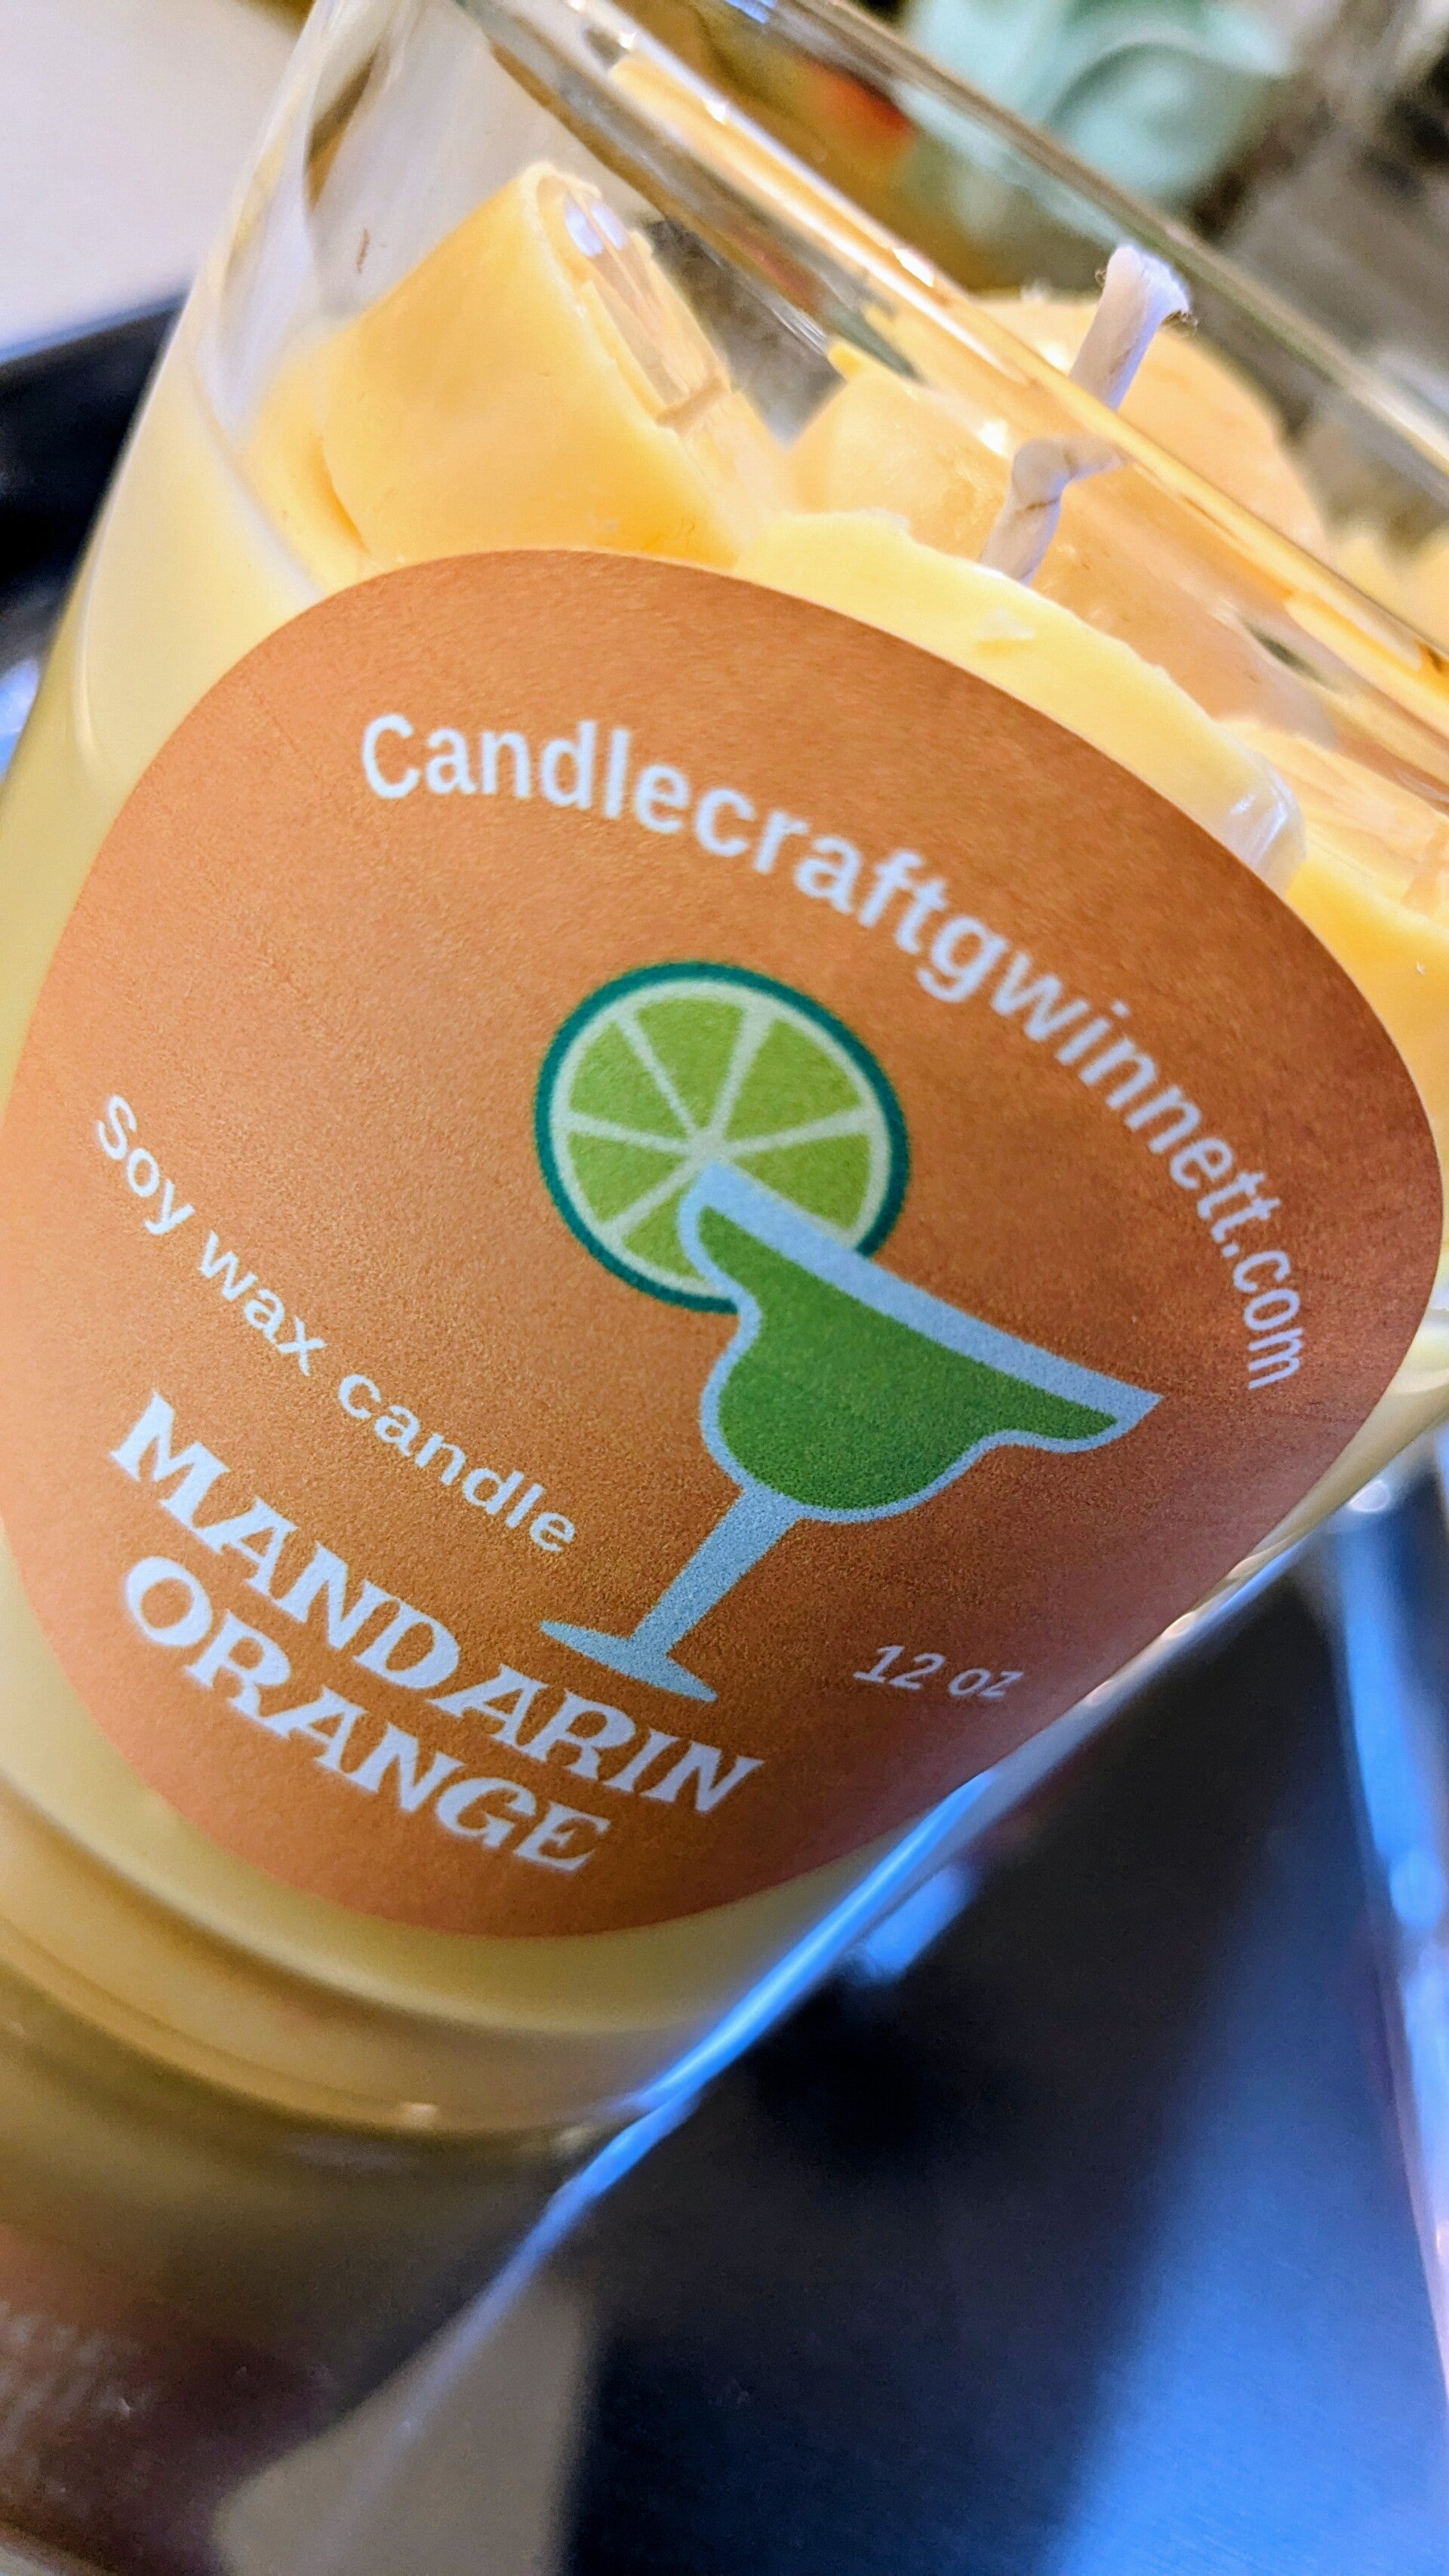 Candlecraftgwinnett.com
Soy wax candle
MANDARIN
ORANGE
12 oz